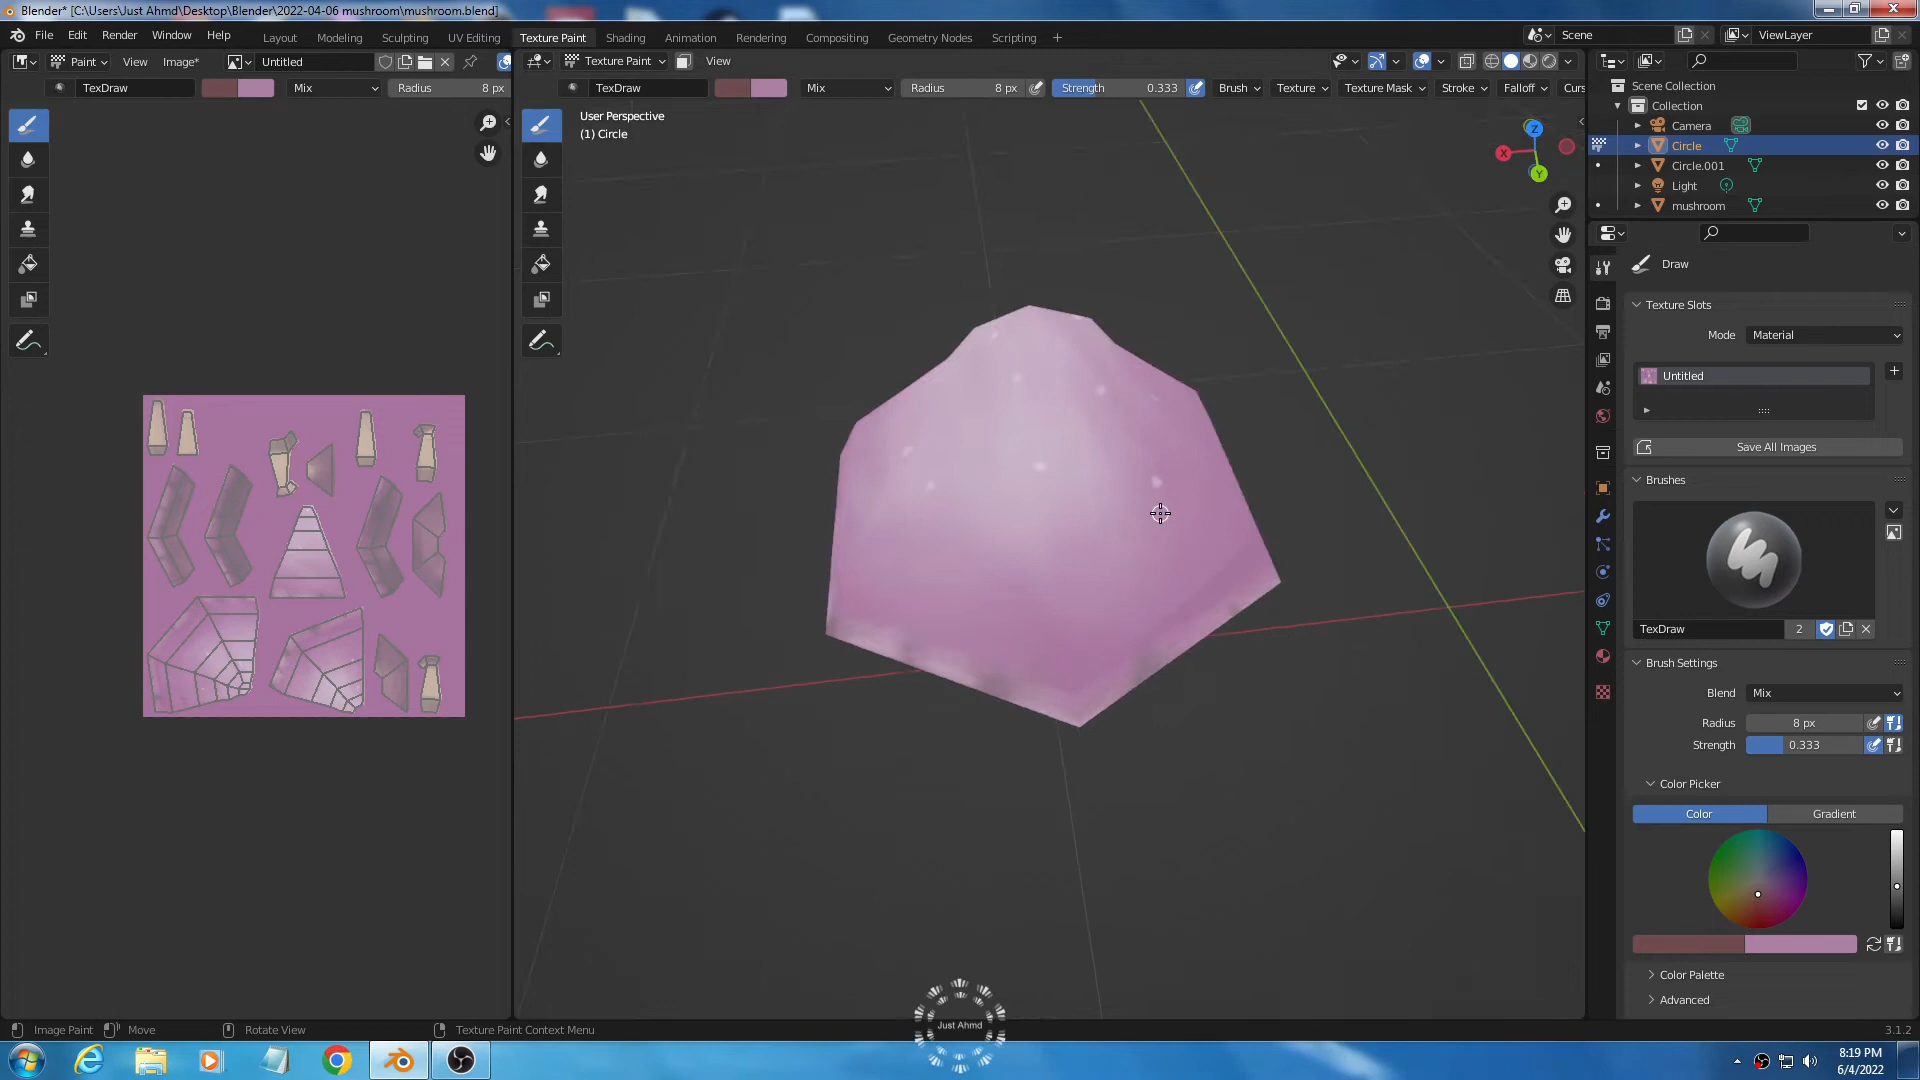 Blender* [C:\Users\Just Ahmd\Desktop\Blender\2022-04-06 mushroom\mushroom.blend]
File Edit Render Window Help Layout Modeling Sculpting UV Editing Texture Paint Shading Animation Rendering Compositing Geometry Nodes Scripting + Scene ViewLayer
Paint View Image* Untitled Texture Paint View
TexDraw Mix Radius 8 px TexDraw Mix Radius 8 px Strength 0.333 Brush Texture Texture Mask Stroke Falloff Curs
User Perspective
(1) Circle
Z
X
Y
Scene Collection
Collection
Camera
Circle
Circle.001
Light
mushroom
Draw
Texture Slots
Mode Material
Untitled
Save All Images
Brushes
TexDraw 2
Brush Settings
Blend Mix
Radius 8 px
Strength 0.333
Color Picker
Color Gradient
Color Palette
Advanced
Just Ahmd
Image Paint Move Rotate View Texture Paint Context Menu 3.1.2
8:19 PM
6/4/2022